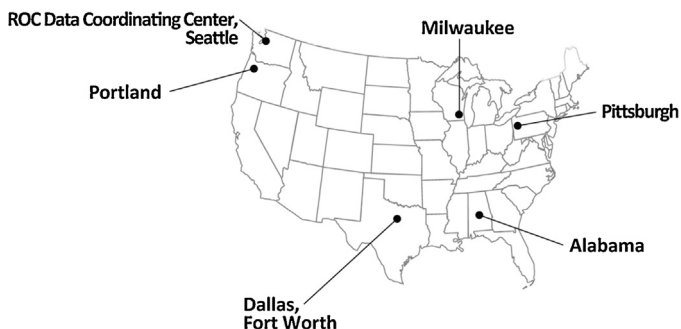 ROC Data Coordinating Center,
Seattle
Milwaukee
Portland
Pittsburgh
Alabama
Dallas,
Fort Worth